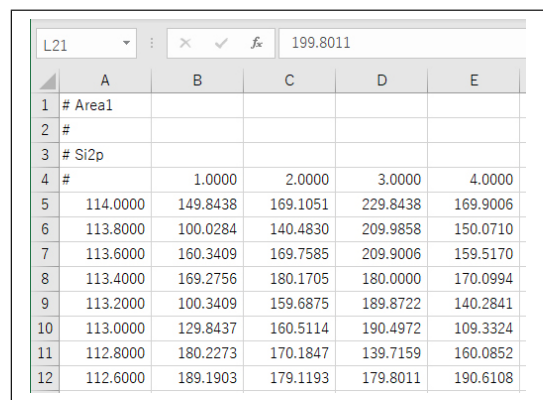 L21 fx 199.8011
A B C D E
1 # Area1
2 #
3 # Si2p
4 # 1.0000 2.0000 3.0000 4.0000
5 114.0000 149.8438 169.1051 229.8438 169.9006
6 113.8000 100.0284 140.4830 209.9858 150.0710
7 113.6000 160.3409 169.7585 209.9006 159.5170
8 113.4000 169.2756 180.1705 180.0000 170.0994
9 113.2000 100.3409 159.6875 189.8722 140.2841
10 113.0000 129.8437 160.5114 190.4972 109.3324
11 112.8000 180.2273 170.1847 139.7159 160.0852
12 112.6000 189.1903 179.1193 179.8011 190.6108